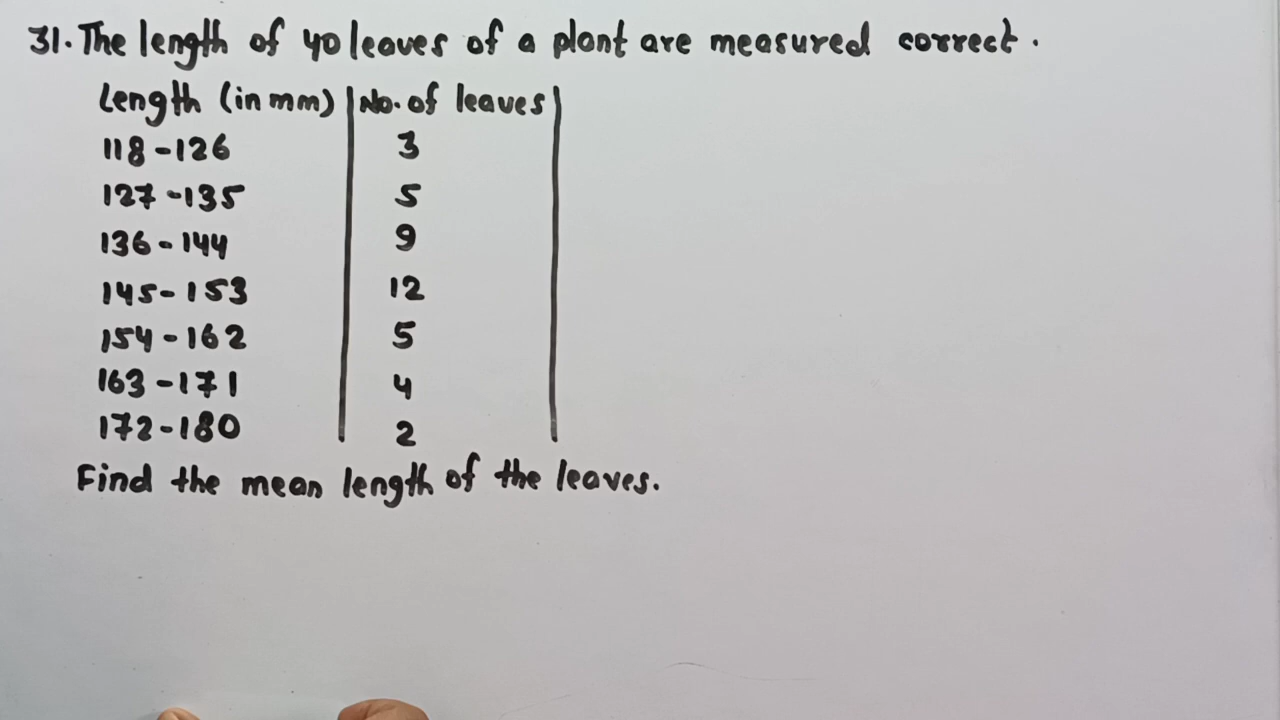 31. The length of 40 leaves of a plant are measured correct.
Length (in mm) | No. of leaves |
118-126 3
127-135 5
136-144 9
145-153 12
154-162 5
163-171 4
172-180 2
Find the mean length of the leaves.